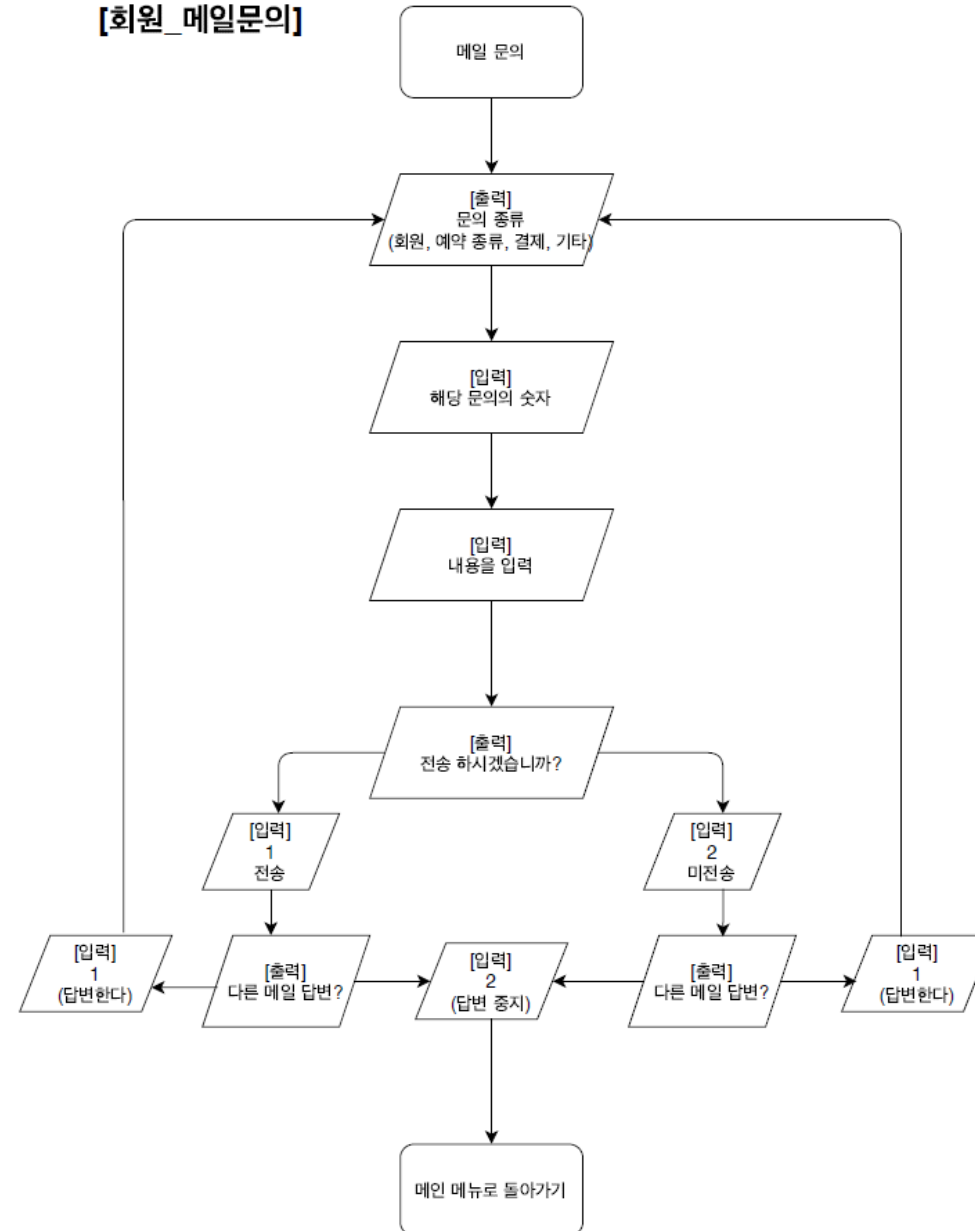 [회원_메일문의]
메일 문의
[출력]
문의 종류
(회원, 예약 종류, 결제, 기타)
[입력]
해당 문의의 숫자
[입력]
내용을 입력
[출력]
전송 하시겠습니까?
[입력]
1
전송
[입력]
2
미전송
[입력]
1
(답변한다)
[출력]
다른 메일 답변?
[입력]
2
(답변 중지)
[출력]
다른 메일 답변?
[입력]
1
(답변한다)
메인 메뉴로 돌아가기